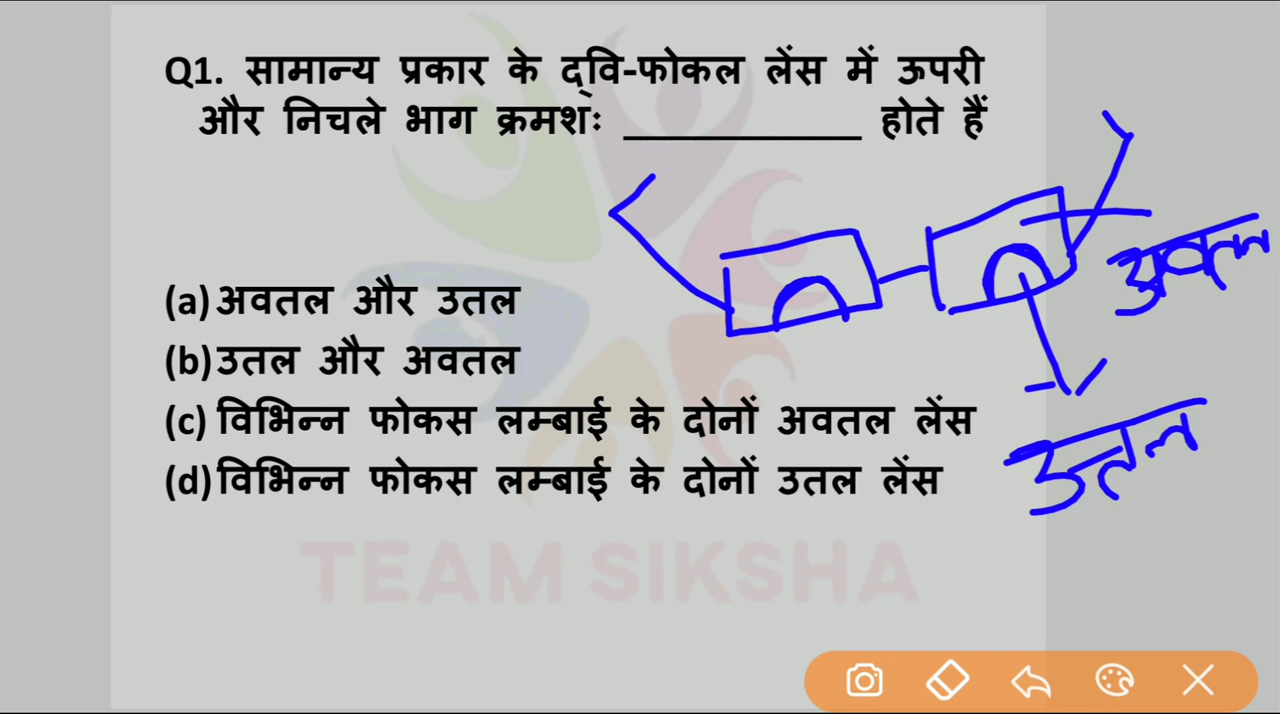 Q1. सामान्य प्रकार के द्वि-फोकल लेंस में ऊपरी
और निचले भाग क्रमशः ____________ होते हैं
(a) अवतल और उतल
(b) उतल और अवतल
(c) विभिन्न फोकस लम्बाई के दोनों अवतल लेंस
(d) विभिन्न फोकस लम्बाई के दोनों उतल लेंस
अवतल
उतल
TEAM SIKSHA